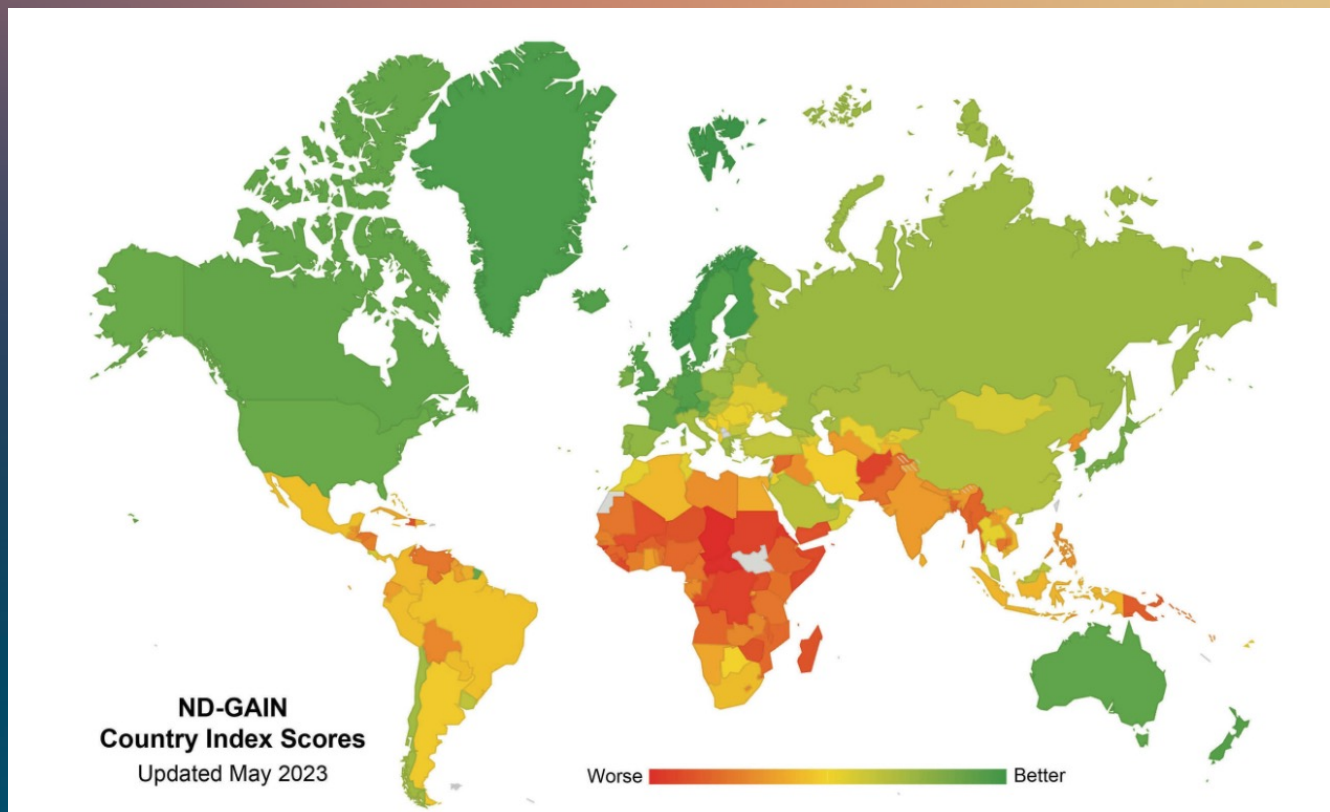 ND-GAIN
Country Index Scores
Updated May 2023
Worse
Better